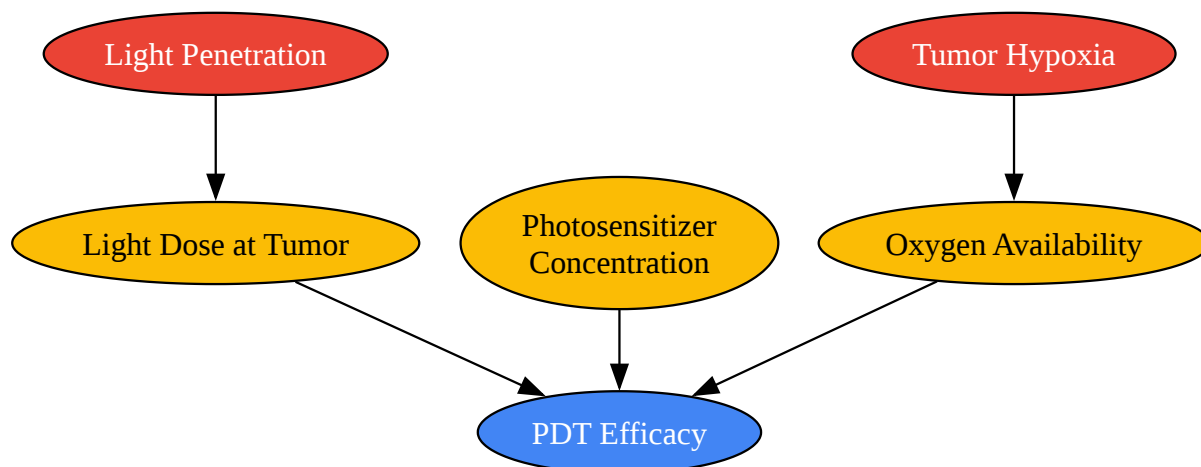 Light Penetration
Tumor Hypoxia
Light Dose at Tumor
Photosensitizer
Concentration
Oxygen Availability
PDT Efficacy